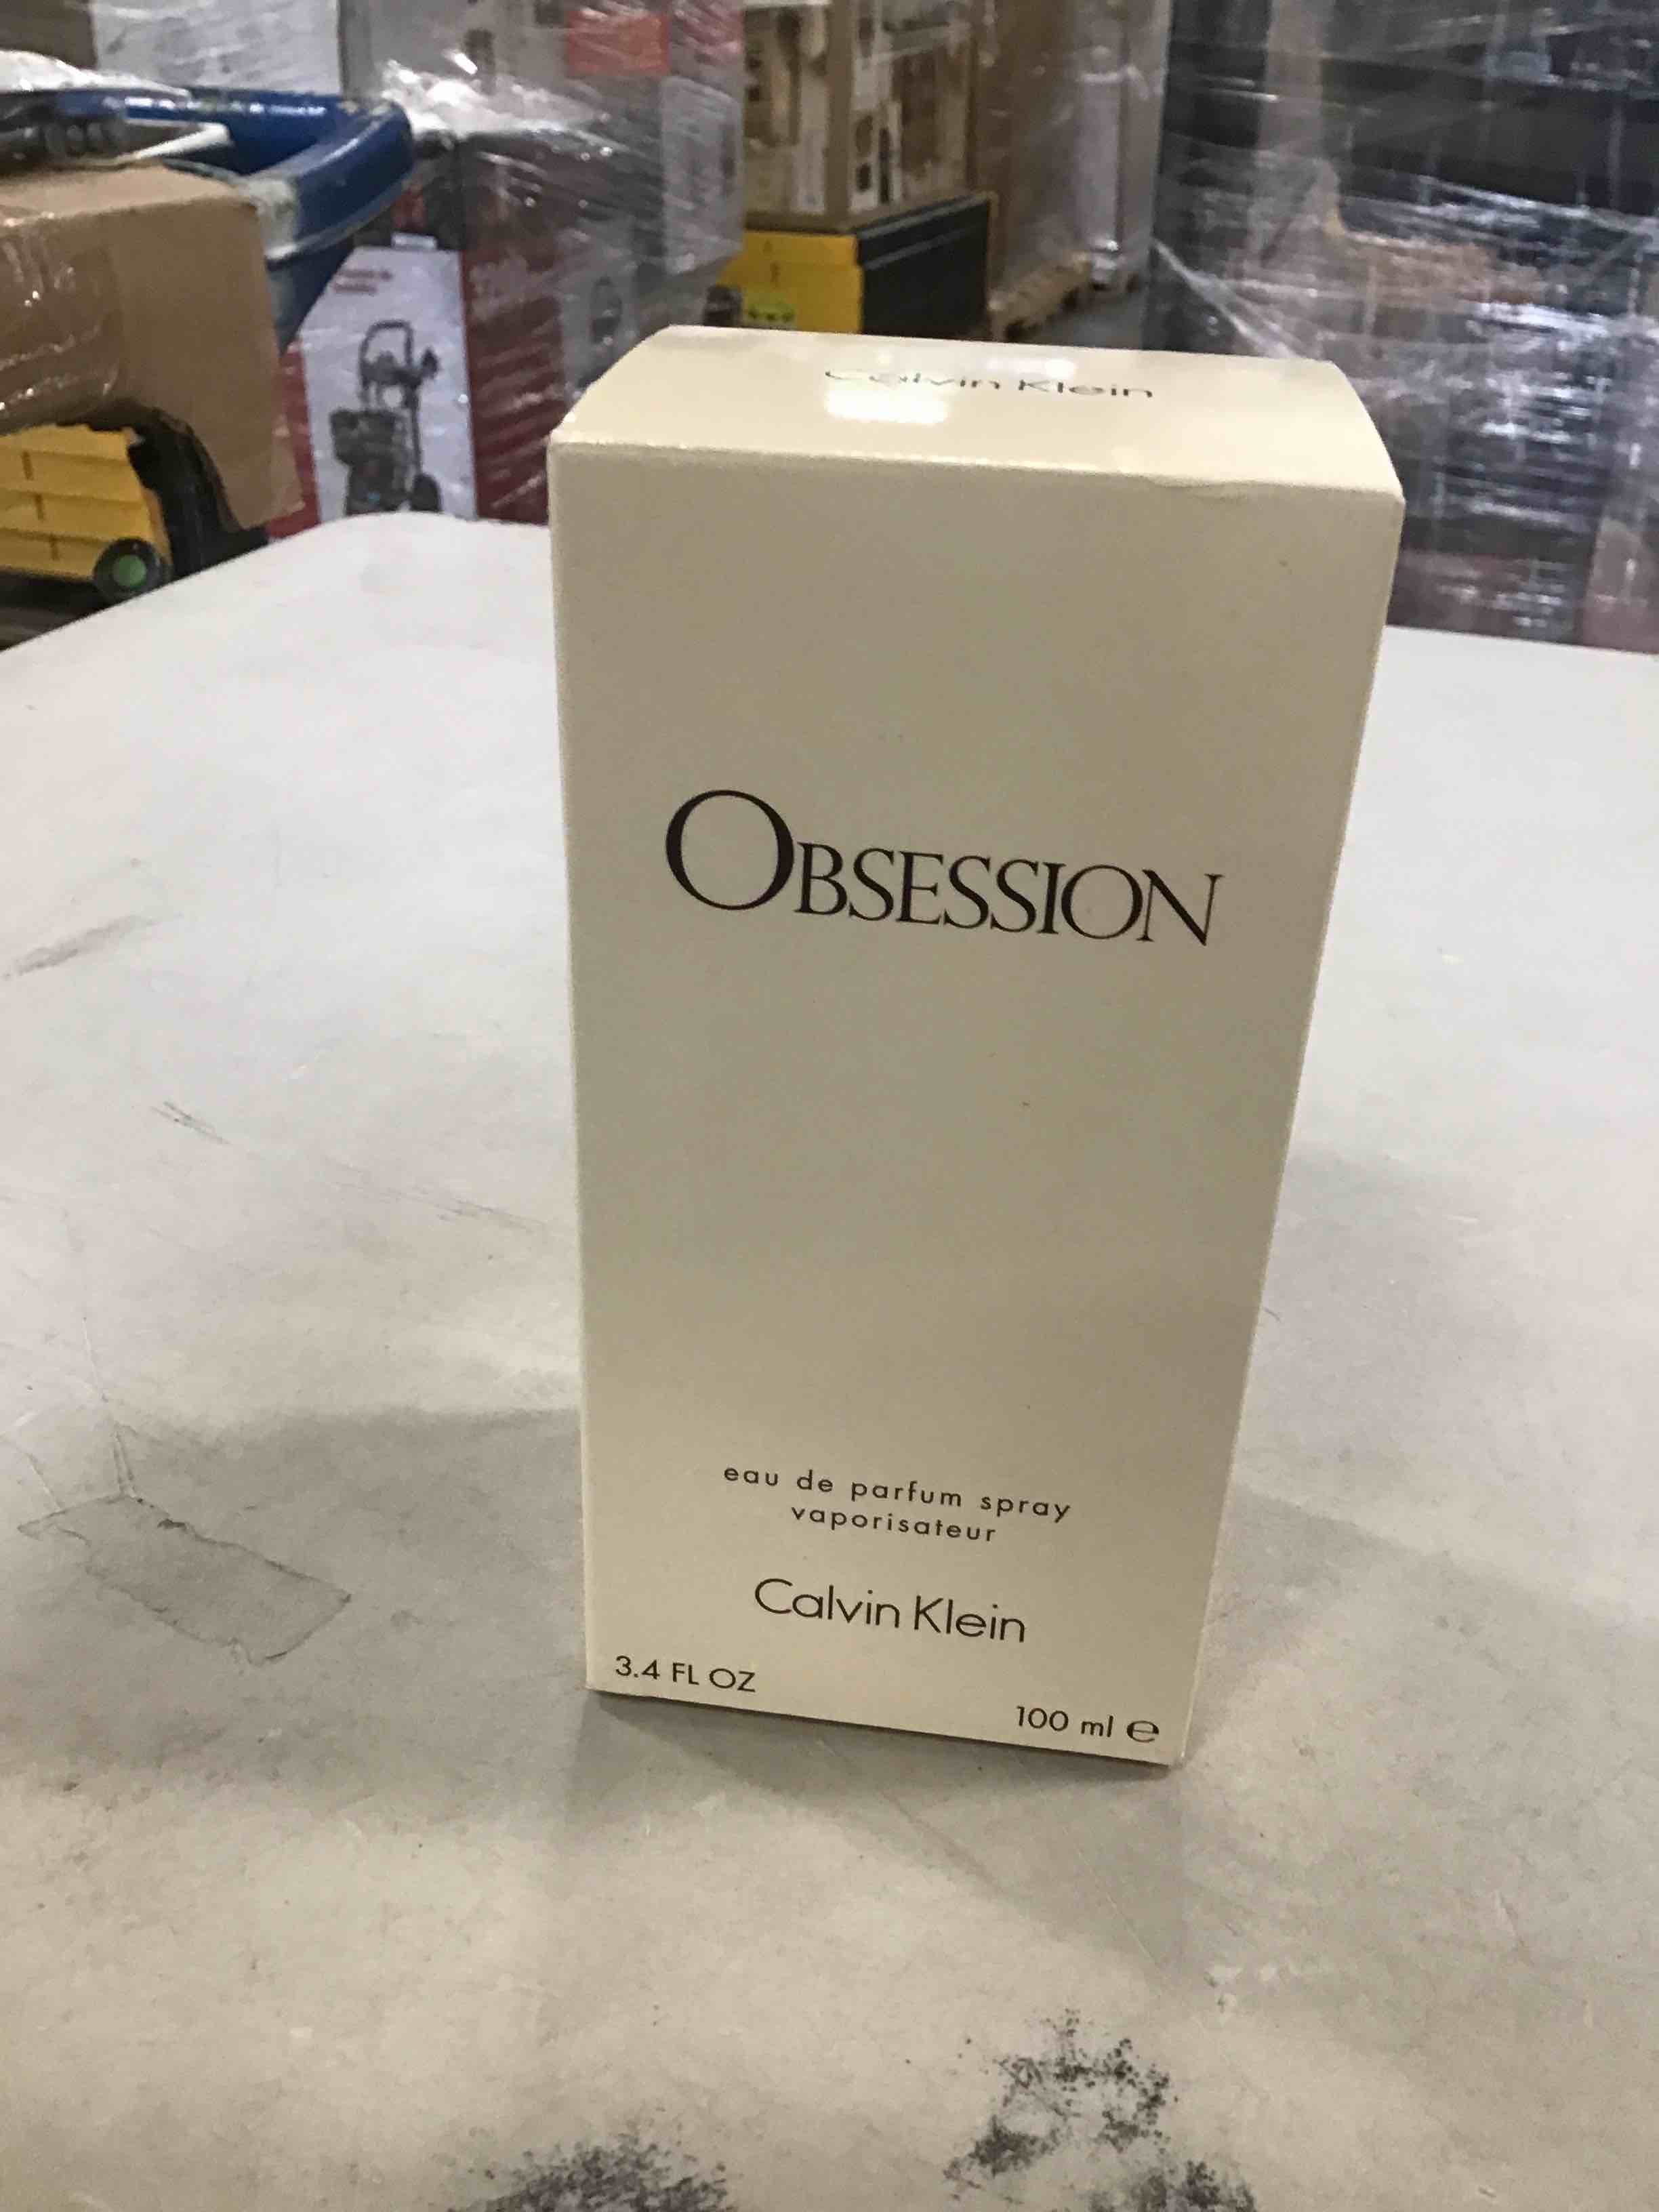 Calvin Klein
OBSESSION
eau de parfum spray
vaporisateur
Calvin Klein
3.4 FL OZ
100 ml ℮